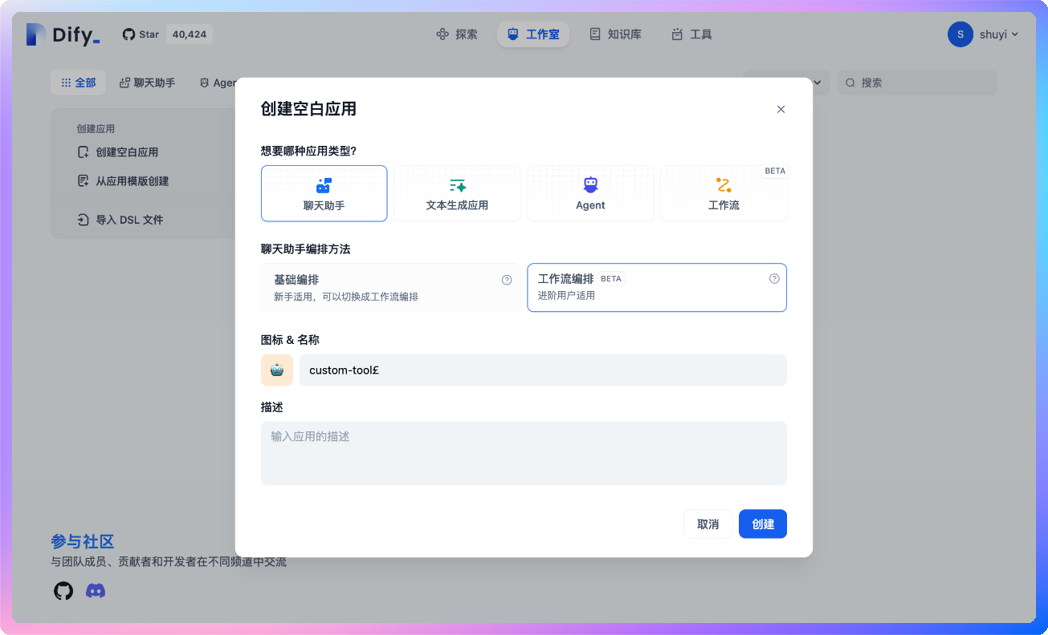 Dify_
Star 40,424
探索
工作室
知识库
工具
S shuyi
全部
聊天助手
搜索
创建应用
创建空白应用
从应用模版创建
导入 DSL 文件
创建空白应用
想要哪种应用类型?
聊天助手
文本生成应用
Agent
BETA
工作流
聊天助手编排方法
基础编排
新手适用，可以切换成工作流编排
工作流编排 BETA
进阶用户适用
图标 & 名称
custom-tool£
描述
输入应用的描述
取消
创建
参与社区
与团队成员、贡献者和开发者在不同频道中交流